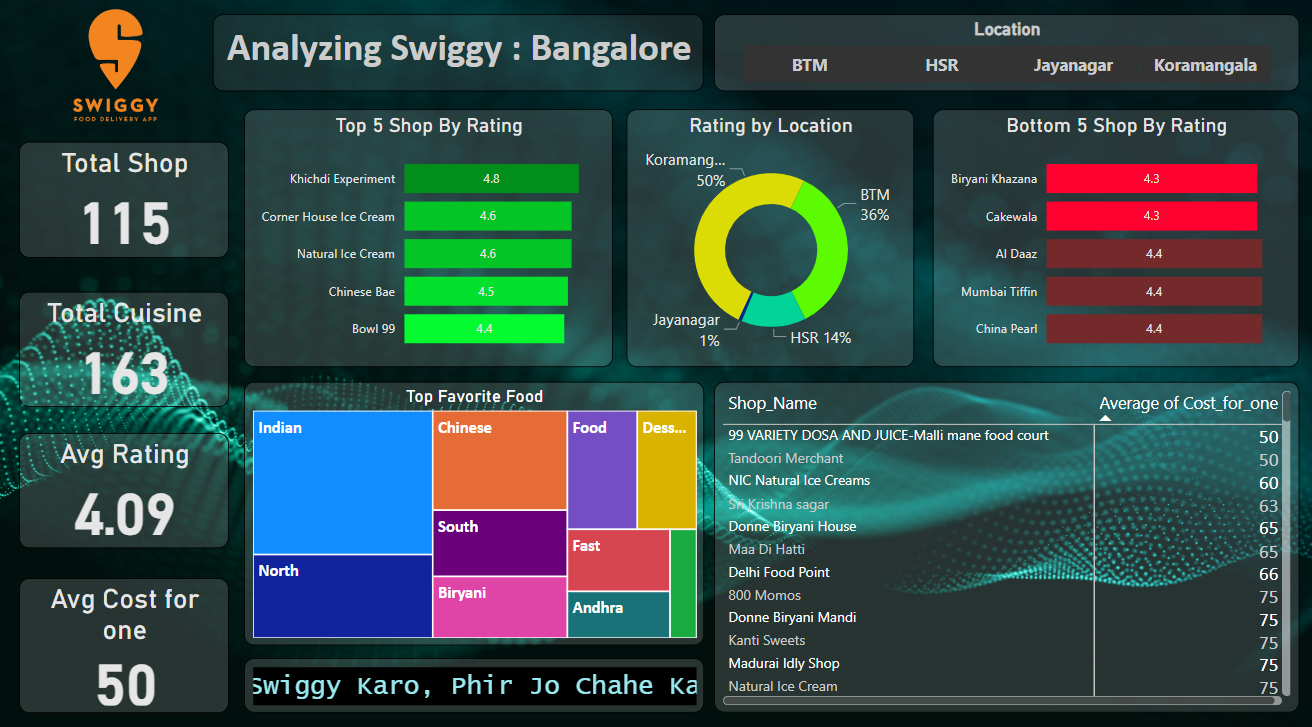 SWIGGY
FOOD DELIVERY APP
Analyzing Swiggy : Bangalore
Location
BTM HSR Jayanagar Koramangala
Total Shop
115
Total Cuisine
163
Avg Rating
4.09
Avg Cost for
one
50
Top 5 Shop By Rating
Khichdi Experiment 4.8
Corner House Ice Cream 4.6
Natural Ice Cream 4.6
Chinese Bae 4.5
Bowl 99 4.4
Rating by Location
Koramang...
50%
BTM
36%
Jayanagar
1%
HSR 14%
Bottom 5 Shop By Rating
Biryani Khazana 4.3
Cakewala 4.3
Al Daaz 4.4
Mumbai Tiffin 4.4
China Pearl 4.4
Top Favorite Food
Indian
North
Chinese
South
Biryani
Food
Dess...
Fast
Andhra
Swiggy Karo, Phir Jo Chahe Ka
Shop_Name Average of Cost_for_one
99 VARIETY DOSA AND JUICE-Malli mane food court 50
Tandoori Merchant 50
NIC Natural Ice Creams 60
Sri Krishna sagar 63
Donne Biryani House 65
Maa Di Hatti 65
Delhi Food Point 66
800 Momos 75
Donne Biryani Mandi 75
Kanti Sweets 75
Madurai Idly Shop 75
Natural Ice Cream 75